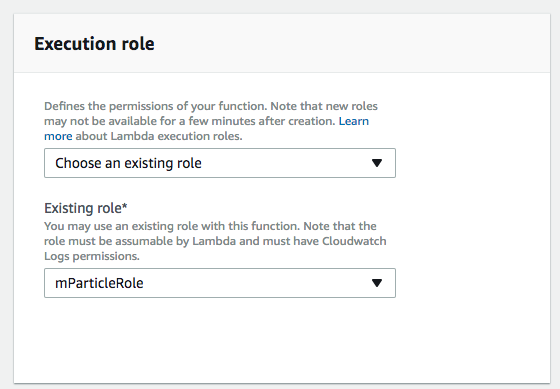 Execution role
Defines the permissions of your function. Note that new roles
may not be available for a few minutes after creation. Learn
more about Lambda execution roles.
Choose an existing role
Existing role*
You may use an existing role with this function. Note that the
role must be assumable by Lambda and must have Cloudwatch
Logs permissions.
mParticleRole